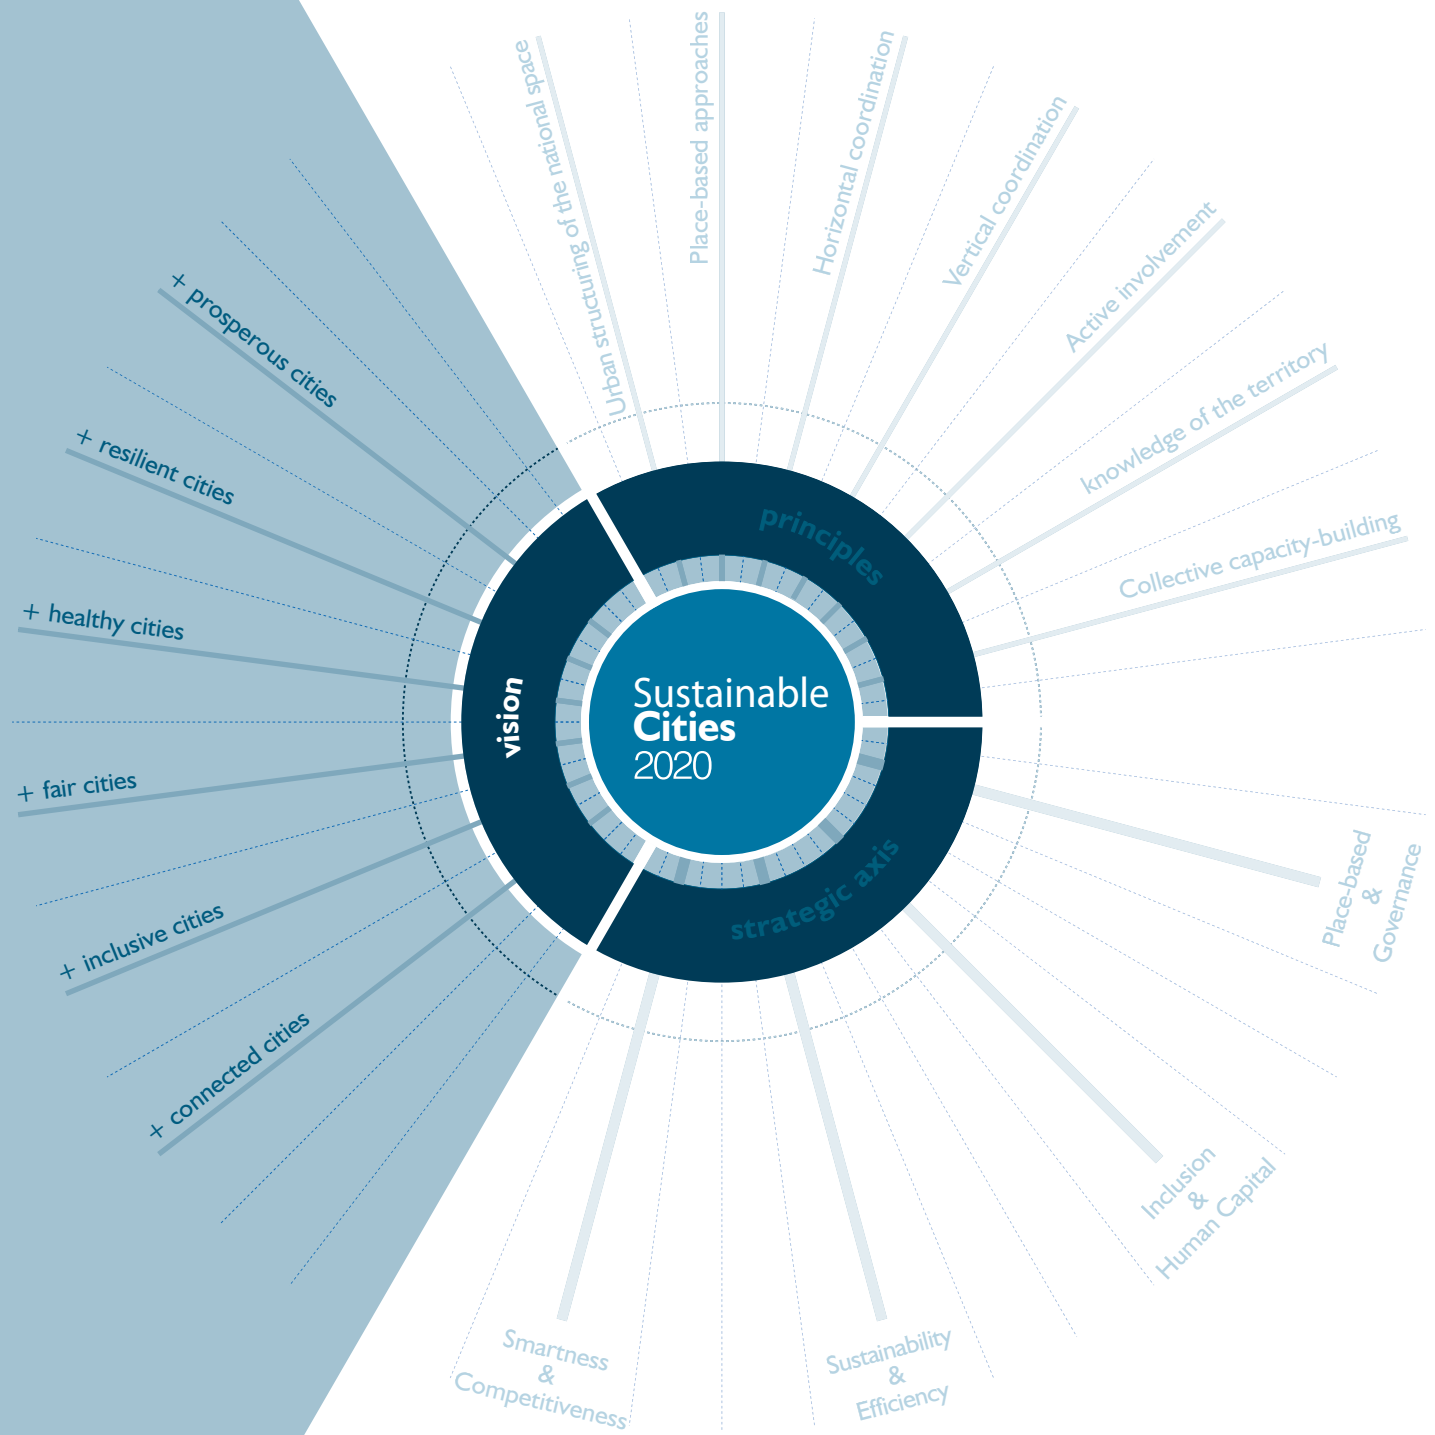 Sustainable
Cities
2020
vision
+ prosperous cities
+ resilient cities
+ healthy cities
+ fair cities
+ inclusive cities
+ connected cities
principles
Urban structuring of the national space
Place-based approaches
Horizontal coordination
Vertical coordination
Active involvement
knowledge of the territory
Collective capacity-building
strategic axis
Place-based
&
Governance
Inclusion
&
Human Capital
Sustainability
&
Efficiency
Smartness
&
Competitiveness